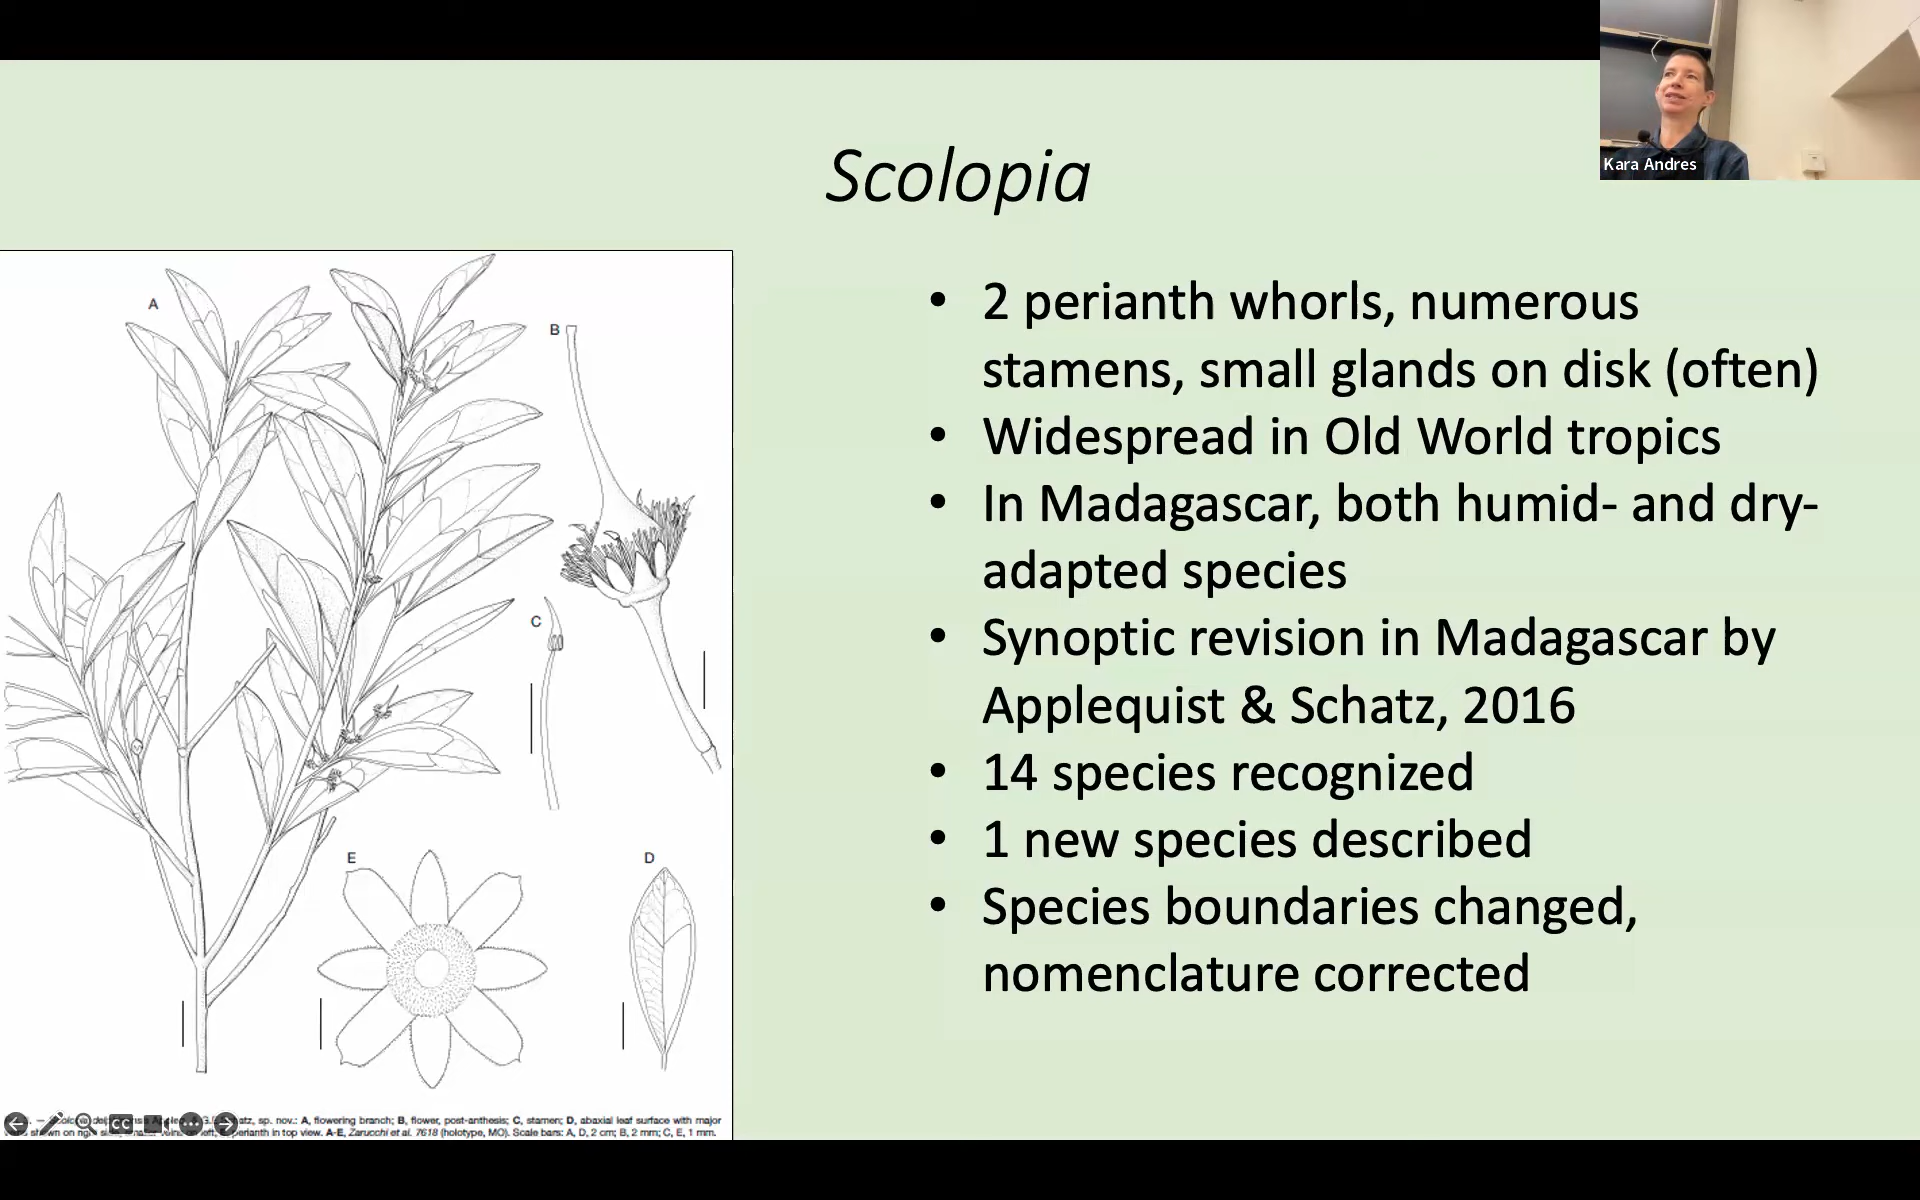 Kara Andres
Scolopia
• 2 perianth whorls, numerous
stamens, small glands on disk (often)
• Widespread in Old World tropics
• In Madagascar, both humid- and dry-
adapted species
• Synoptic revision in Madagascar by
Applequist & Schatz, 2016
• 14 species recognized
• 1 new species described
• Species boundaries changed,
nomenclature corrected
A
B
C
E
D
CC
sp. nov.: A, flowering branch; B, flower, post-anthesis; C, stamen; D, abaxial leaf surface with major
perianth in top view. A-E, Zarucchi et al. 7618 (holotype, MO). Scale bars: A, D, 2 cm; B, 2 mm; C, E, 1 mm.